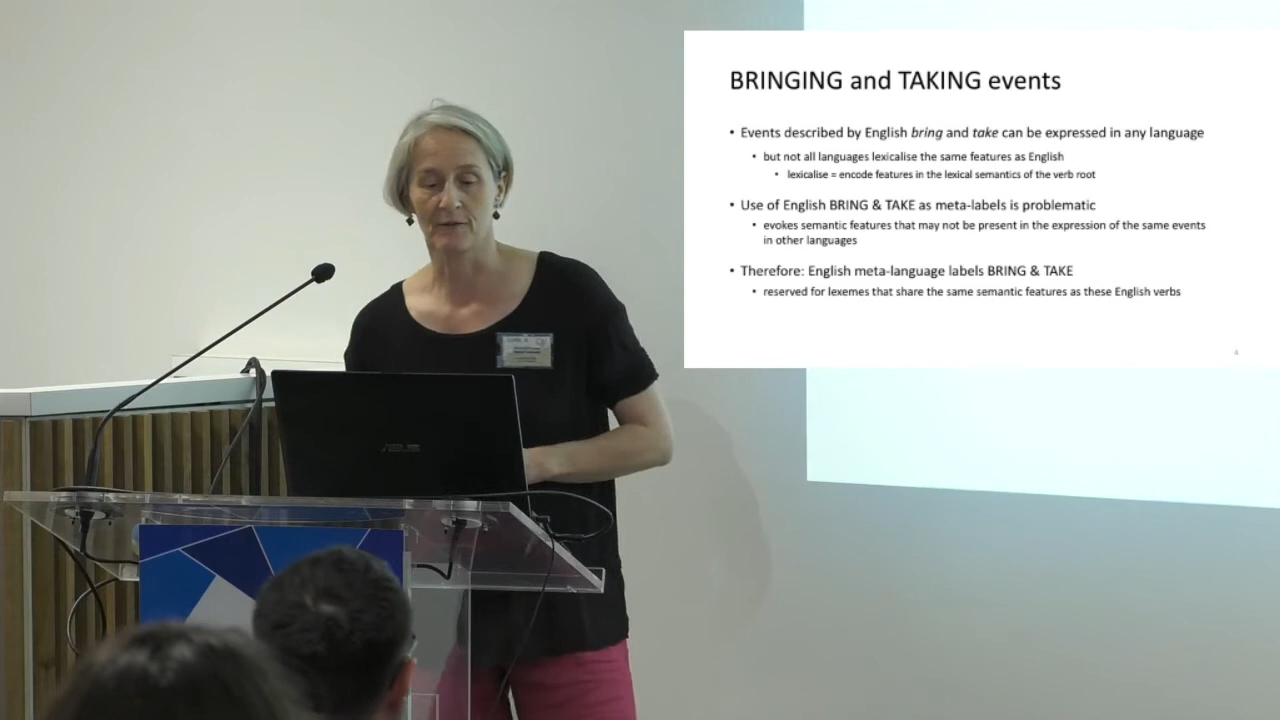 BRINGING and TAKING events
• Events described by English bring and take can be expressed in any language
• but not all languages lexicalise the same features as English
• lexicalise = encode features in the lexical semantics of the verb root
• Use of English BRING & TAKE as meta-labels is problematic
• evokes semantic features that may not be present in the expression of the same events
in other languages
• Therefore: English meta-language labels BRING & TAKE
• reserved for lexemes that share the same semantic features as these English verbs
4